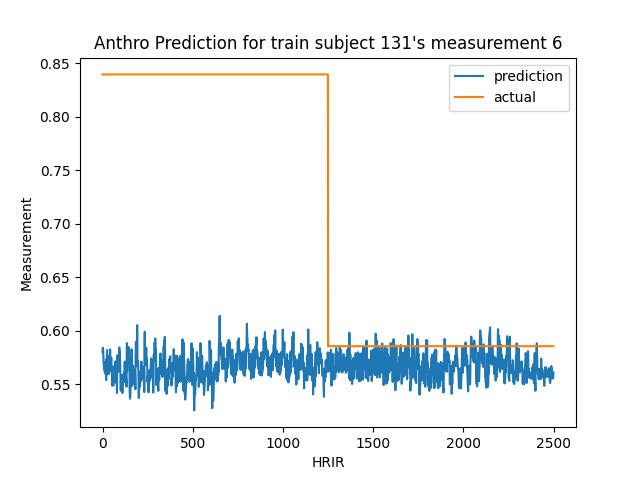 Anthro Prediction for train subject 131's measurement 6
prediction
actual
0.85
0.80
0.75
0.70
0.65
0.60
0.55
Measurement
0
500
1000
1500
2000
2500
HRIR